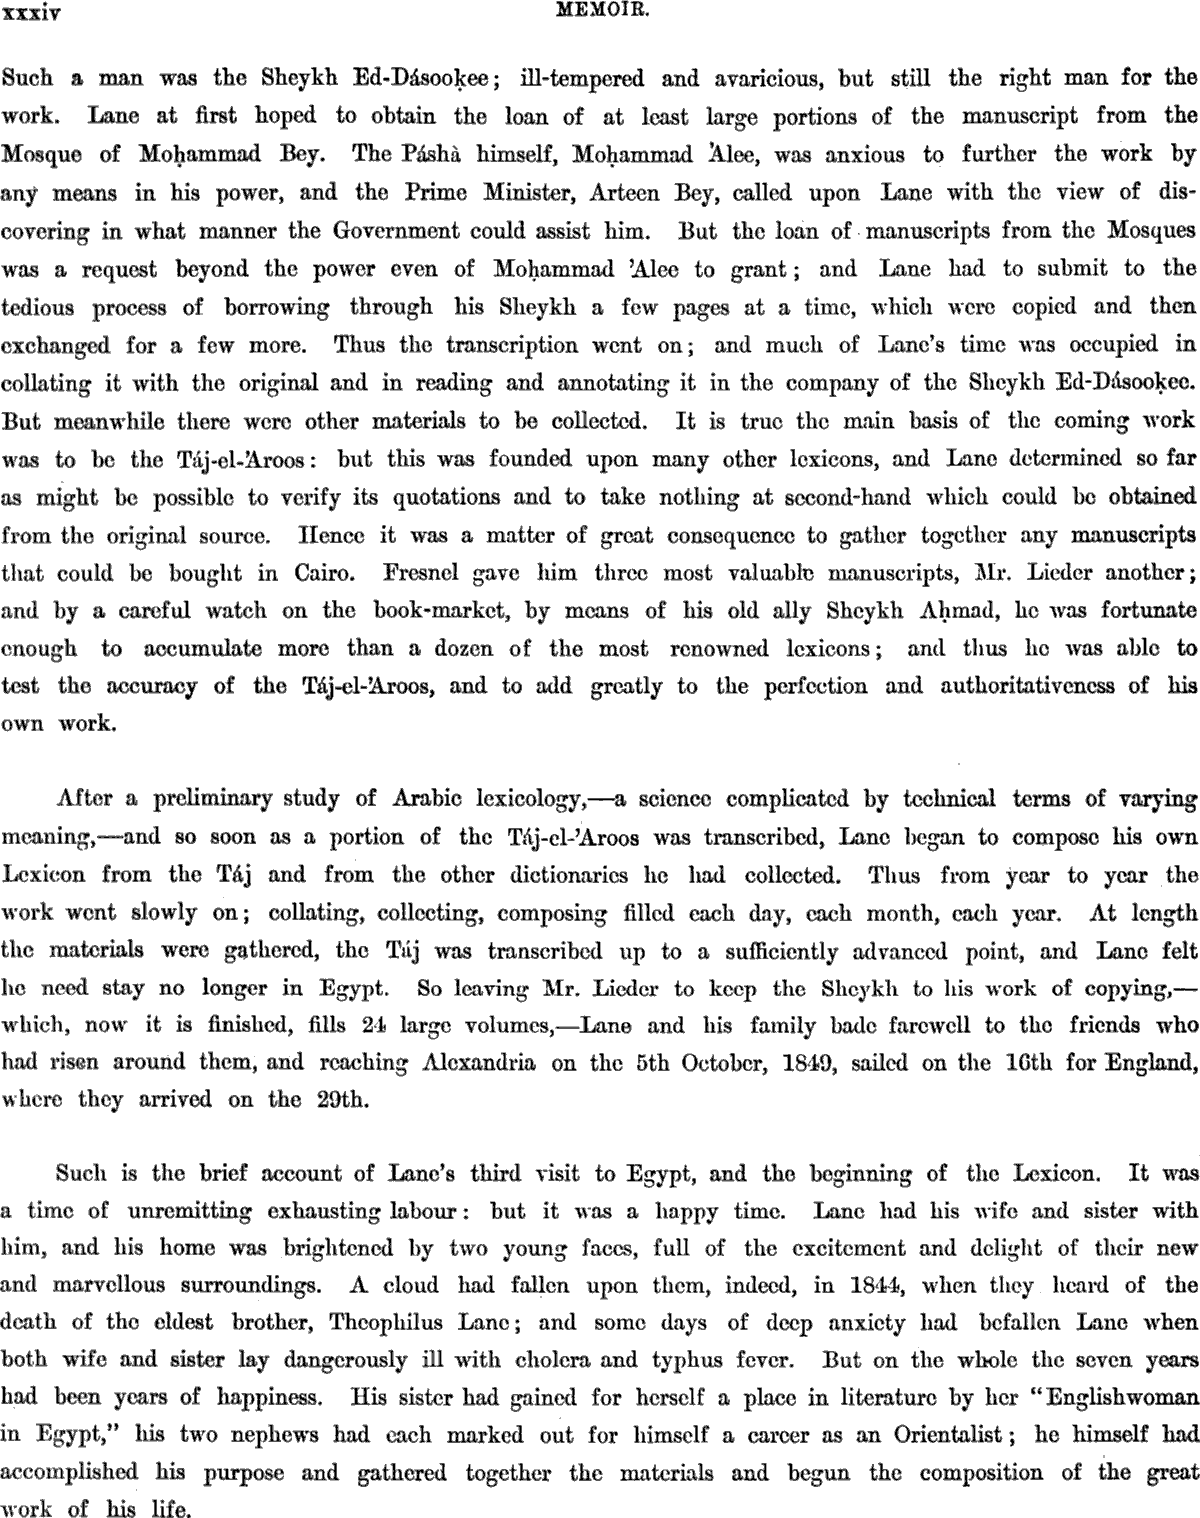 xxxiv MEMOIR.
Such a man was the Sheykh Ed-Dásooḳee; ill-tempered and avaricious, but still the right man for the
work. Lane at first hoped to obtain the loan of at least large portions of the manuscript from the
Mosque of Moḥammad Bey. The Páshà himself, Moḥammad ’Alee, was anxious to further the work by
any means in his power, and the Prime Minister, Arteen Bey, called upon Lane with the view of dis-
covering in what manner the Government could assist him. But the loan of manuscripts from the Mosques
was a request beyond the power even of Moḥammad ’Alee to grant; and Lane had to submit to the
tedious process of borrowing through his Sheykh a few pages at a time, which were copied and then
exchanged for a few more. Thus the transcription went on; and much of Lane's time was occupied in
collating it with the original and in reading and annotating it in the company of the Sheykh Ed-Dásooḳee.
But meanwhile there were other materials to be collected. It is true the main basis of the coming work
was to be the Táj-el-’Aroos: but this was founded upon many other lexicons, and Lane determined so far
as might be possible to verify its quotations and to take nothing at second-hand which could be obtained
from the original source. Hence it was a matter of great consequence to gather together any manuscripts
that could be bought in Cairo. Fresnel gave him three most valuable manuscripts, Mr. Lieder another;
and by a careful watch on the book-market, by means of his old ally Sheykh Aḥmad, he was fortunate
enough to accumulate more than a dozen of the most renowned lexicons; and thus he was able to
test the accuracy of the Táj-el-’Aroos, and to add greatly to the perfection and authoritativeness of his
own work.
After a preliminary study of Arabic lexicology,—a science complicated by technical terms of varying
meaning,—and so soon as a portion of the Táj-el-’Aroos was transcribed, Lane began to compose his own
Lexicon from the Táj and from the other dictionaries he had collected. Thus from year to year the
work went slowly on; collating, collecting, composing filled each day, each month, each year. At length
the materials were gathered, the Táj was transcribed up to a sufficiently advanced point, and Lane felt
he need stay no longer in Egypt. So leaving Mr. Lieder to keep the Sheykh to his work of copying,—
which, now it is finished, fills 24 large volumes,—Lane and his family bade farewell to the friends who
had risen around them, and reaching Alexandria on the 5th October, 1849, sailed on the 16th for England,
where they arrived on the 29th.
Such is the brief account of Lane's third visit to Egypt, and the beginning of the Lexicon. It was
a time of unremitting exhausting labour: but it was a happy time. Lane had his wife and sister with
him, and his home was brightened by two young faces, full of the excitement and delight of their new
and marvellous surroundings. A cloud had fallen upon them, indeed, in 1844, when they heard of the
death of the eldest brother, Theophilus Lane; and some days of deep anxiety had befallen Lane when
both wife and sister lay dangerously ill with cholera and typhus fever. But on the whole the seven years
had been years of happiness. His sister had gained for herself a place in literature by her “Englishwoman
in Egypt,” his two nephews had each marked out for himself a career as an Orientalist; he himself had
accomplished his purpose and gathered together the materials and begun the composition of the great
work of his life.